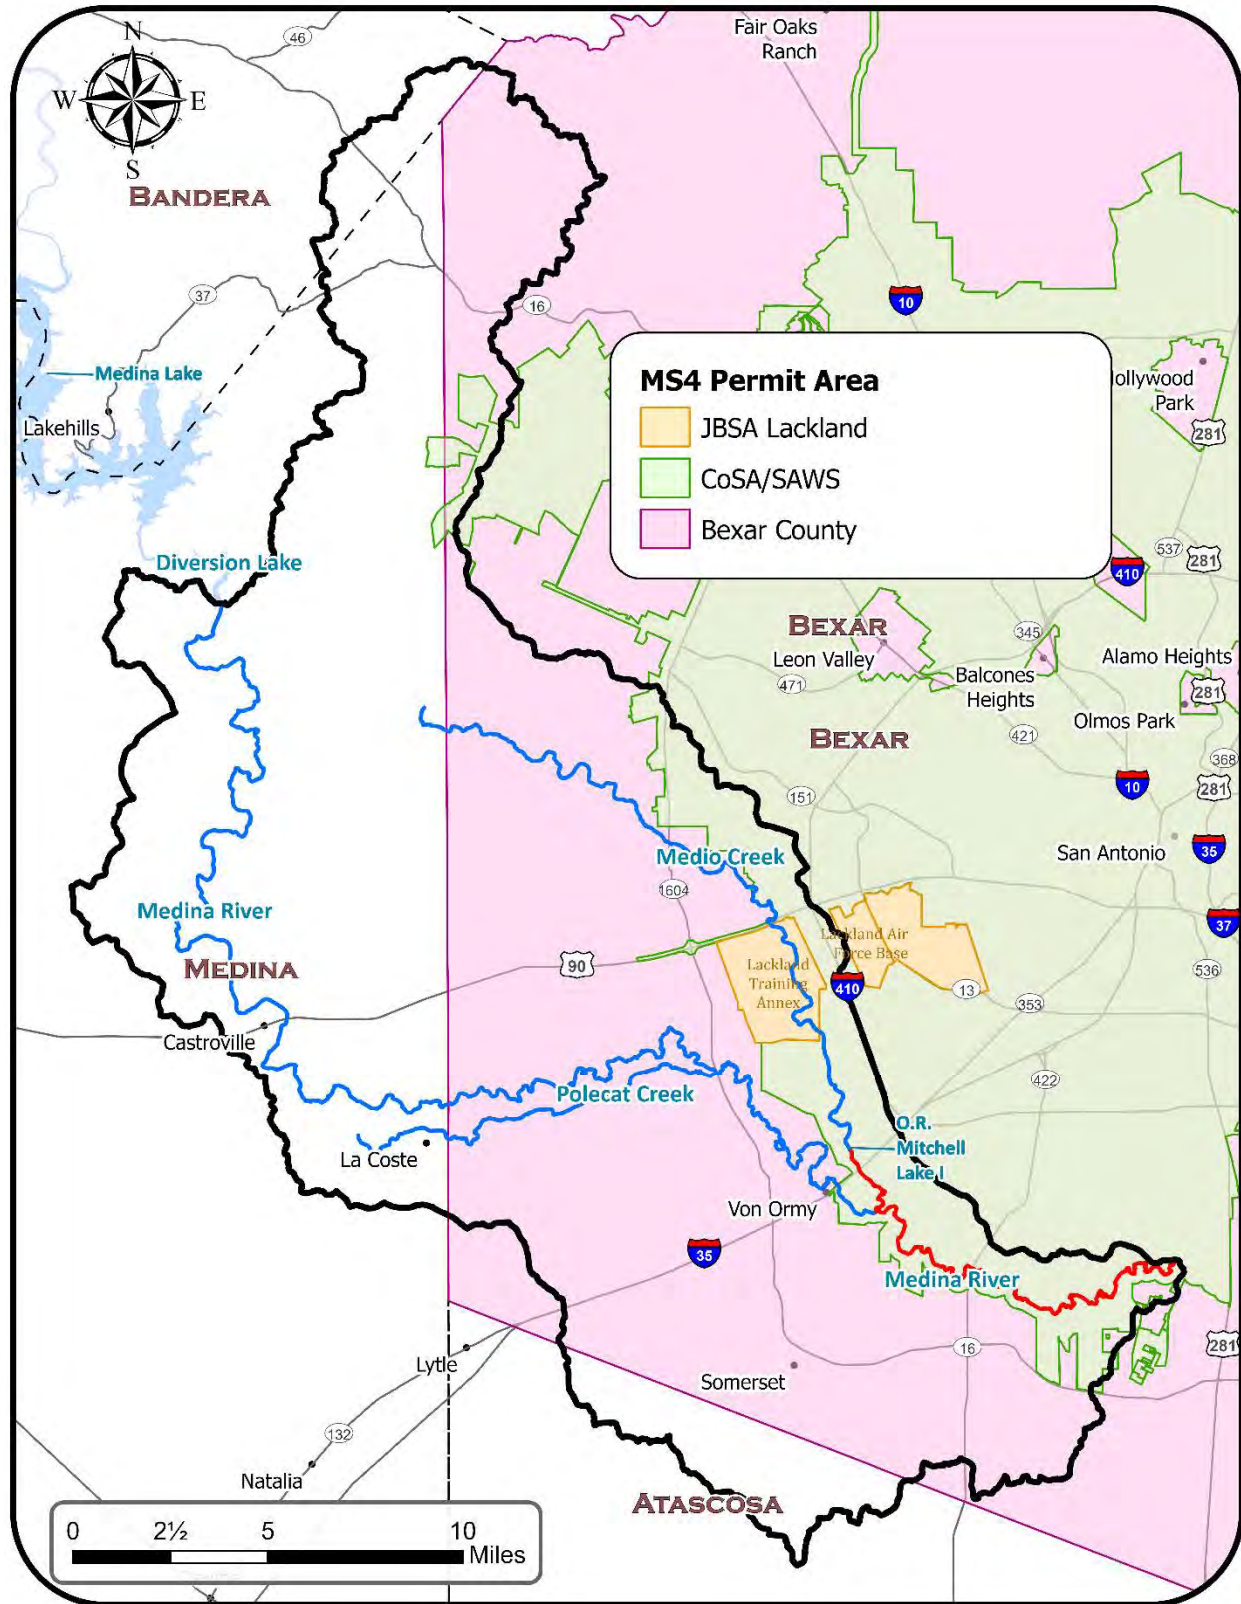 Fair Oaks
Ranch
46
N
W
E
S
BANDERA
37
16
10
Medina Lake
Lakehills
MS4 Permit Area
JBSA Lackland
CoSA/SAWS
Bexar County
ollywood
Park
281
537
281
410
Diversion Lake
BEXAR
345
Leon Valley
Alamo Heights
471
Balcones
Heights
281
Olmos Park
BEXAR
421
368
10
281
151
San Antonio
35
Medio Creek
1604
Medina River
37
Lackland Air
Force Base
MEDINA
90
Lackland
Training
Annex
536
410
13
353
Castroville
422
Polecat Creek
O.R.
Mitchell
Lake I
La Coste
Von Ormy
35
Medina River
281
16
Lytle
Somerset
132
Natalia
ATASCOSA
0
2½
5
10
Miles